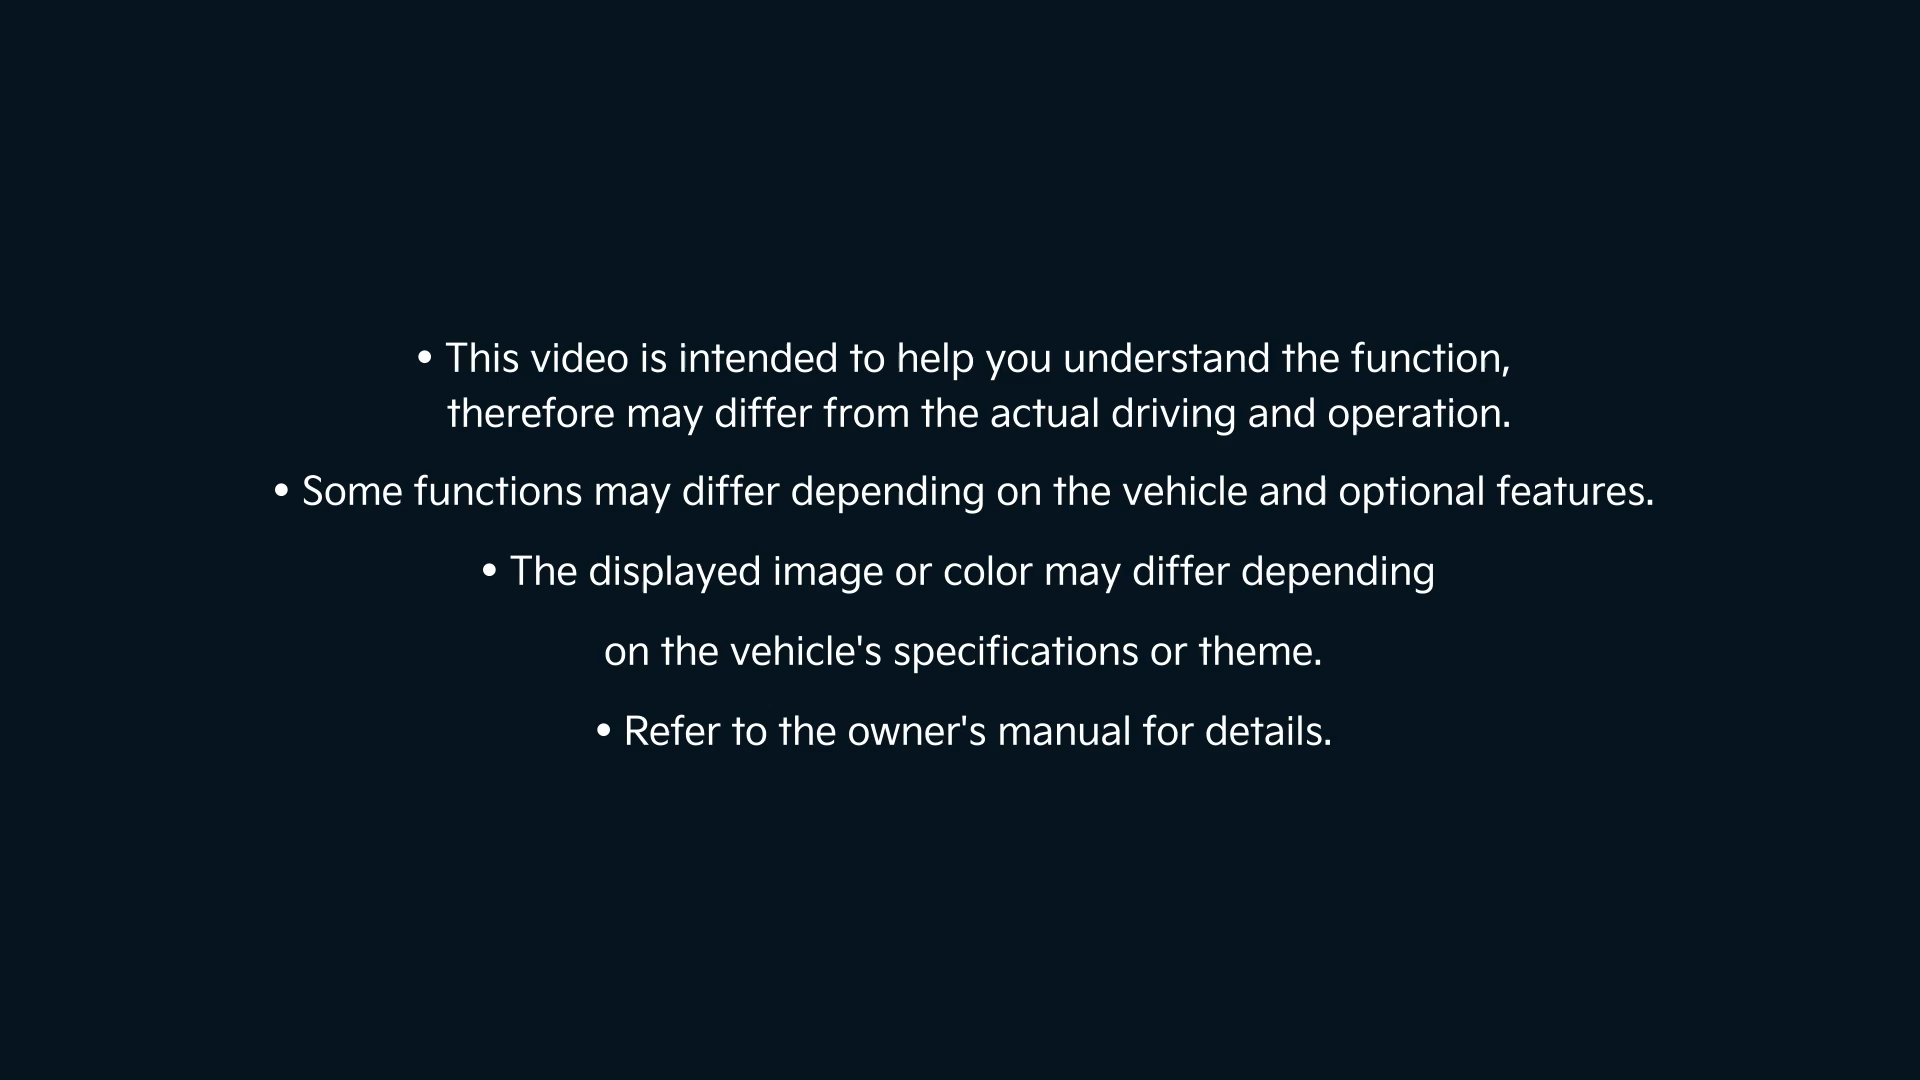 • This video is intended to help you understand the function,
therefore may differ from the actual driving and operation.
• Some functions may differ depending on the vehicle and optional features.
• The displayed image or color may differ depending
on the vehicle's specifications or theme.
• Refer to the owner's manual for details.